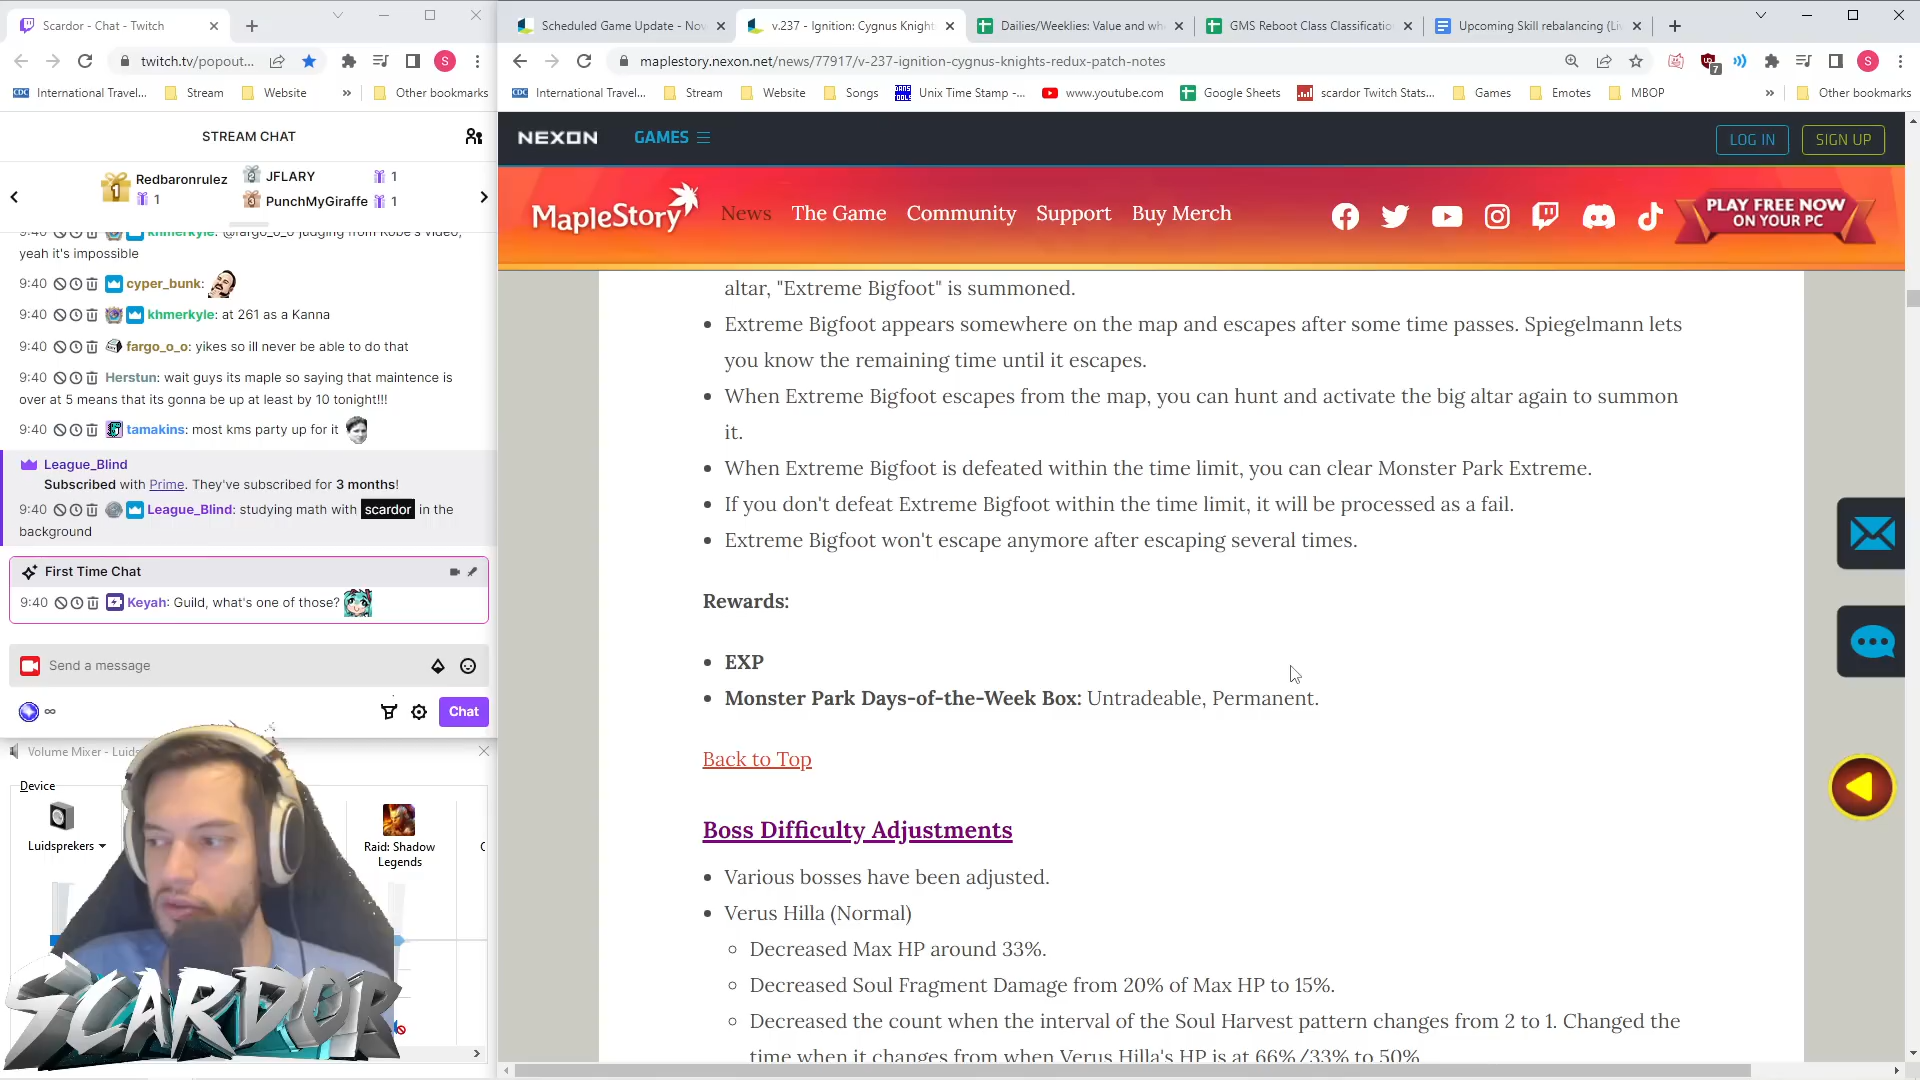 Scardor - Chat - Twitch
Scheduled Game Update - Nov
v.237 - Ignition: Cygnus Knight
Dailies/Weeklies: Value and wh
GMS Reboot Class Classificatio
Upcoming Skill rebalancing (Li
twitch.tv/popout...
S
maplestory.nexon.net/news/77917/v-237-ignition-cygnus-knights-redux-patch-notes
7
S
CDC International Travel...
Stream
Website
»
Other bookmarks
CDC International Travel...
Stream
Website
Songs
Unix Time Stamp -...
www.youtube.com
Google Sheets
scardor Twitch Stats...
Games
Emotes
MBOP
»
Other bookmarks
STREAM CHAT
1 Redbaronrulez
1
2 JFLARY 1
3 PunchMyGiraffe 1
9:40 khmerkyle: @fargo_o_o judging from Kobe's video,
yeah it's impossible
9:40 cyper_bunk:
9:40 khmerkyle: at 261 as a Kanna
9:40 fargo_o_o: yikes so ill never be able to do that
9:40 Herstun: wait guys its maple so saying that maintence is
over at 5 means that its gonna be up at least by 10 tonight!!!
9:40 tamakins: most kms party up for it
League_Blind
Subscribed with Prime. They've subscribed for 3 months!
9:40 League_Blind: studying math with scardor in the
background
First Time Chat
9:40 Keyah: Guild, what's one of those?
Send a message
∞
Chat
Volume Mixer - Luids
Device
Luidsprekers
Raid: Shadow
Legends
SCARDOR
NEXON
GAMES
LOG IN
SIGN UP
MapleStory
News
The Game
Community
Support
Buy Merch
PLAY FREE NOW
ON YOUR PC
altar, "Extreme Bigfoot" is summoned.
• Extreme Bigfoot appears somewhere on the map and escapes after some time passes. Spiegelmann lets
you know the remaining time until it escapes.
• When Extreme Bigfoot escapes from the map, you can hunt and activate the big altar again to summon
it.
• When Extreme Bigfoot is defeated within the time limit, you can clear Monster Park Extreme.
• If you don't defeat Extreme Bigfoot within the time limit, it will be processed as a fail.
• Extreme Bigfoot won't escape anymore after escaping several times.
Rewards:
• EXP
• Monster Park Days-of-the-Week Box: Untradeable, Permanent.
Back to Top
Boss Difficulty Adjustments
• Various bosses have been adjusted.
• Verus Hilla (Normal)
○ Decreased Max HP around 33%.
○ Decreased Soul Fragment Damage from 20% of Max HP to 15%.
○ Decreased the count when the interval of the Soul Harvest pattern changes from 2 to 1. Changed the
time when it changes from when Verus Hilla's HP is at 66%/33% to 50%